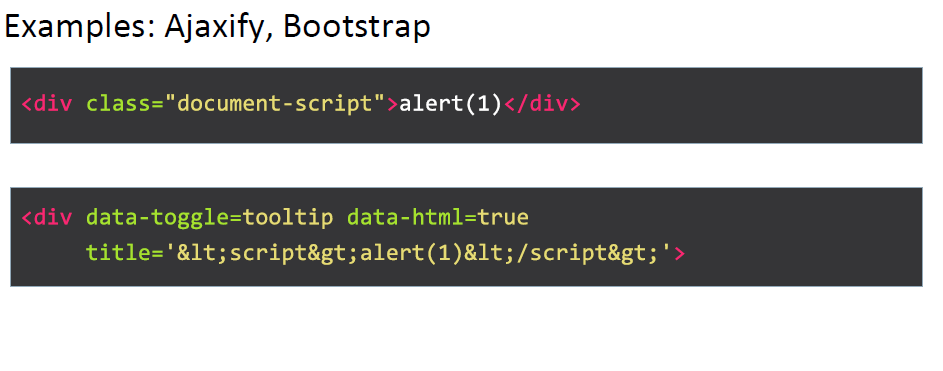 Examples: Ajaxify, Bootstrap
<div class="document-script">alert(1)</div>
<div data-toggle=tooltip data-html=true
title='&lt;script&gt;alert(1)&lt;/script&gt;'>